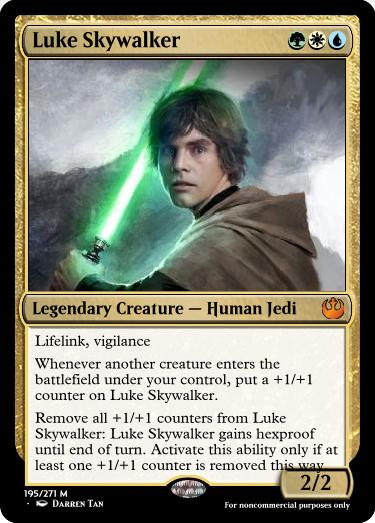 Luke Skywalker
Legendary Creature — Human Jedi
Lifelink, vigilance
Whenever another creature enters the
battlefield under your control, put a +1/+1
counter on Luke Skywalker.
Remove all +1/+1 counters from Luke
Skywalker: Luke Skywalker gains hexproof
until end of turn. Activate this ability only if at
least one +1/+1 counter is removed this way
2/2
195/271 M
Darren Tan
For noncommercial purposes only